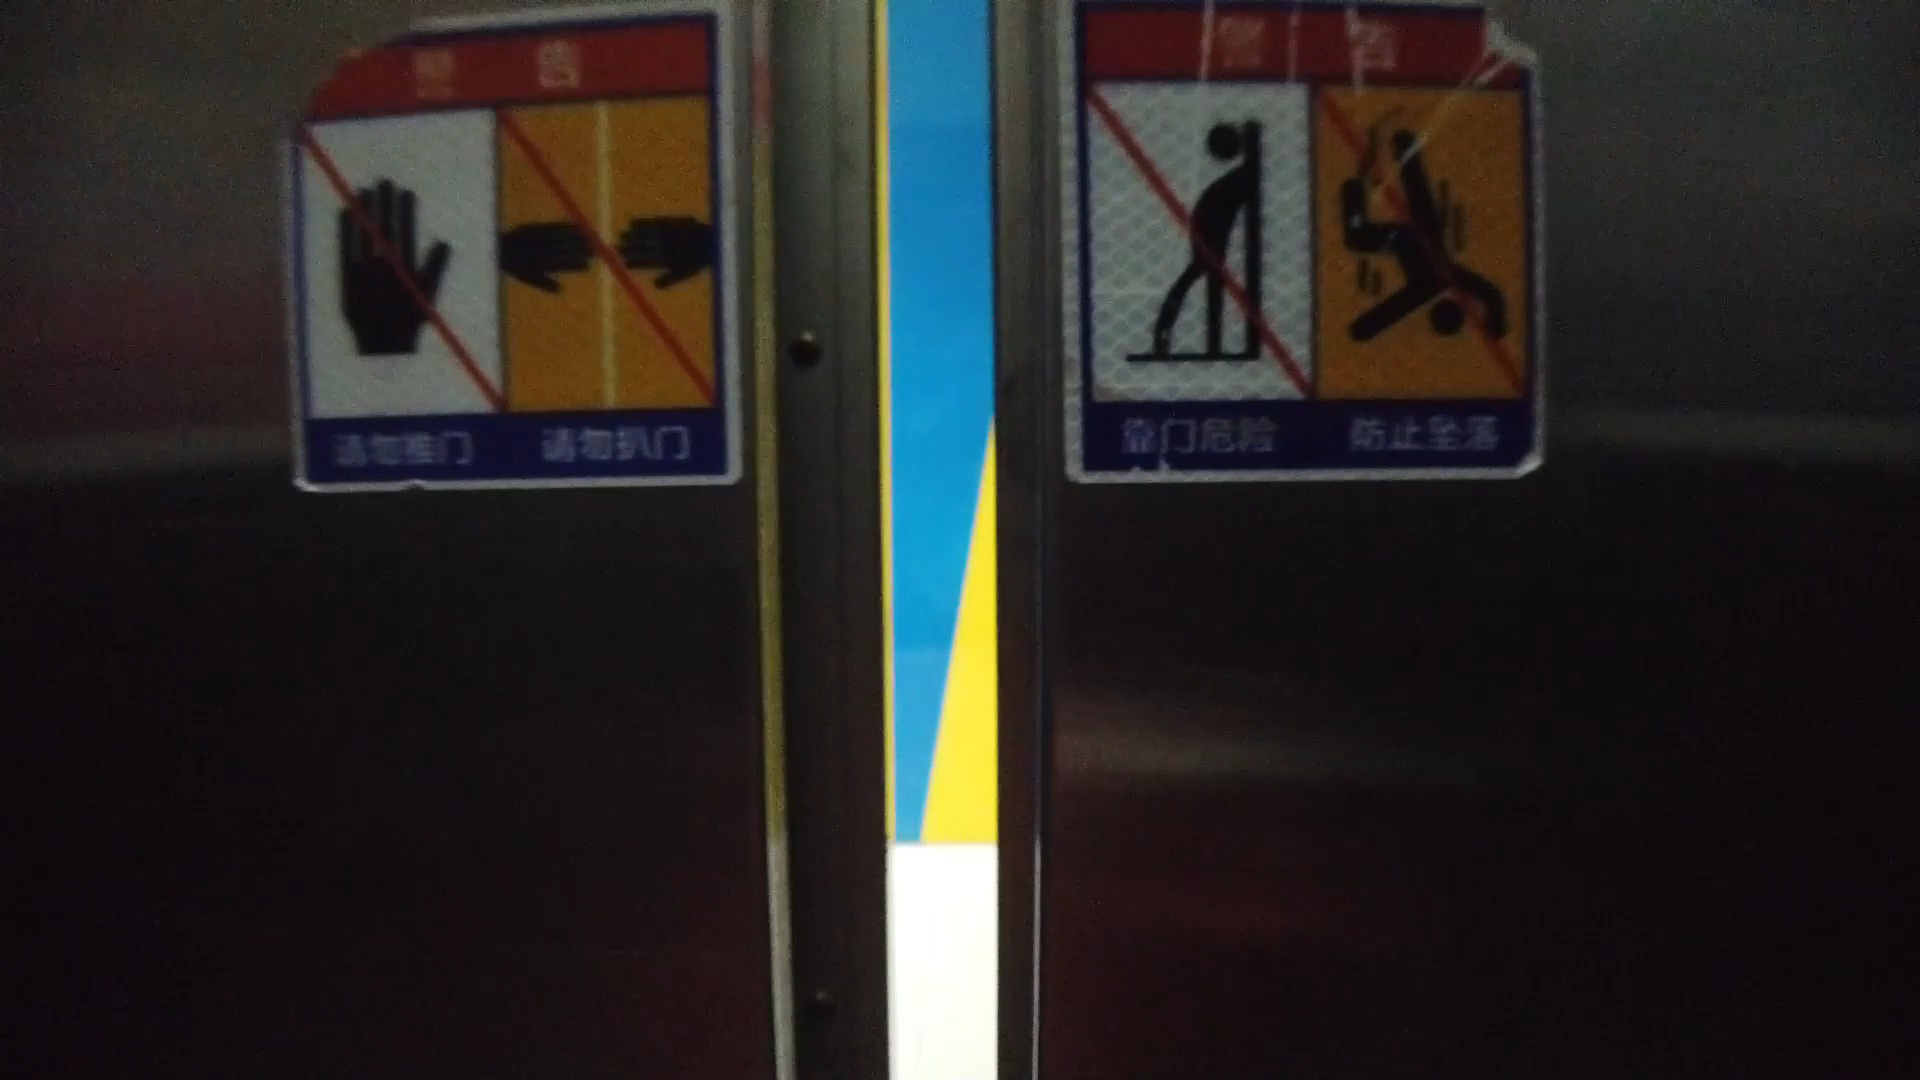 警 告
请勿推门 请勿扒门
警 告
靠门危险 防止坠落